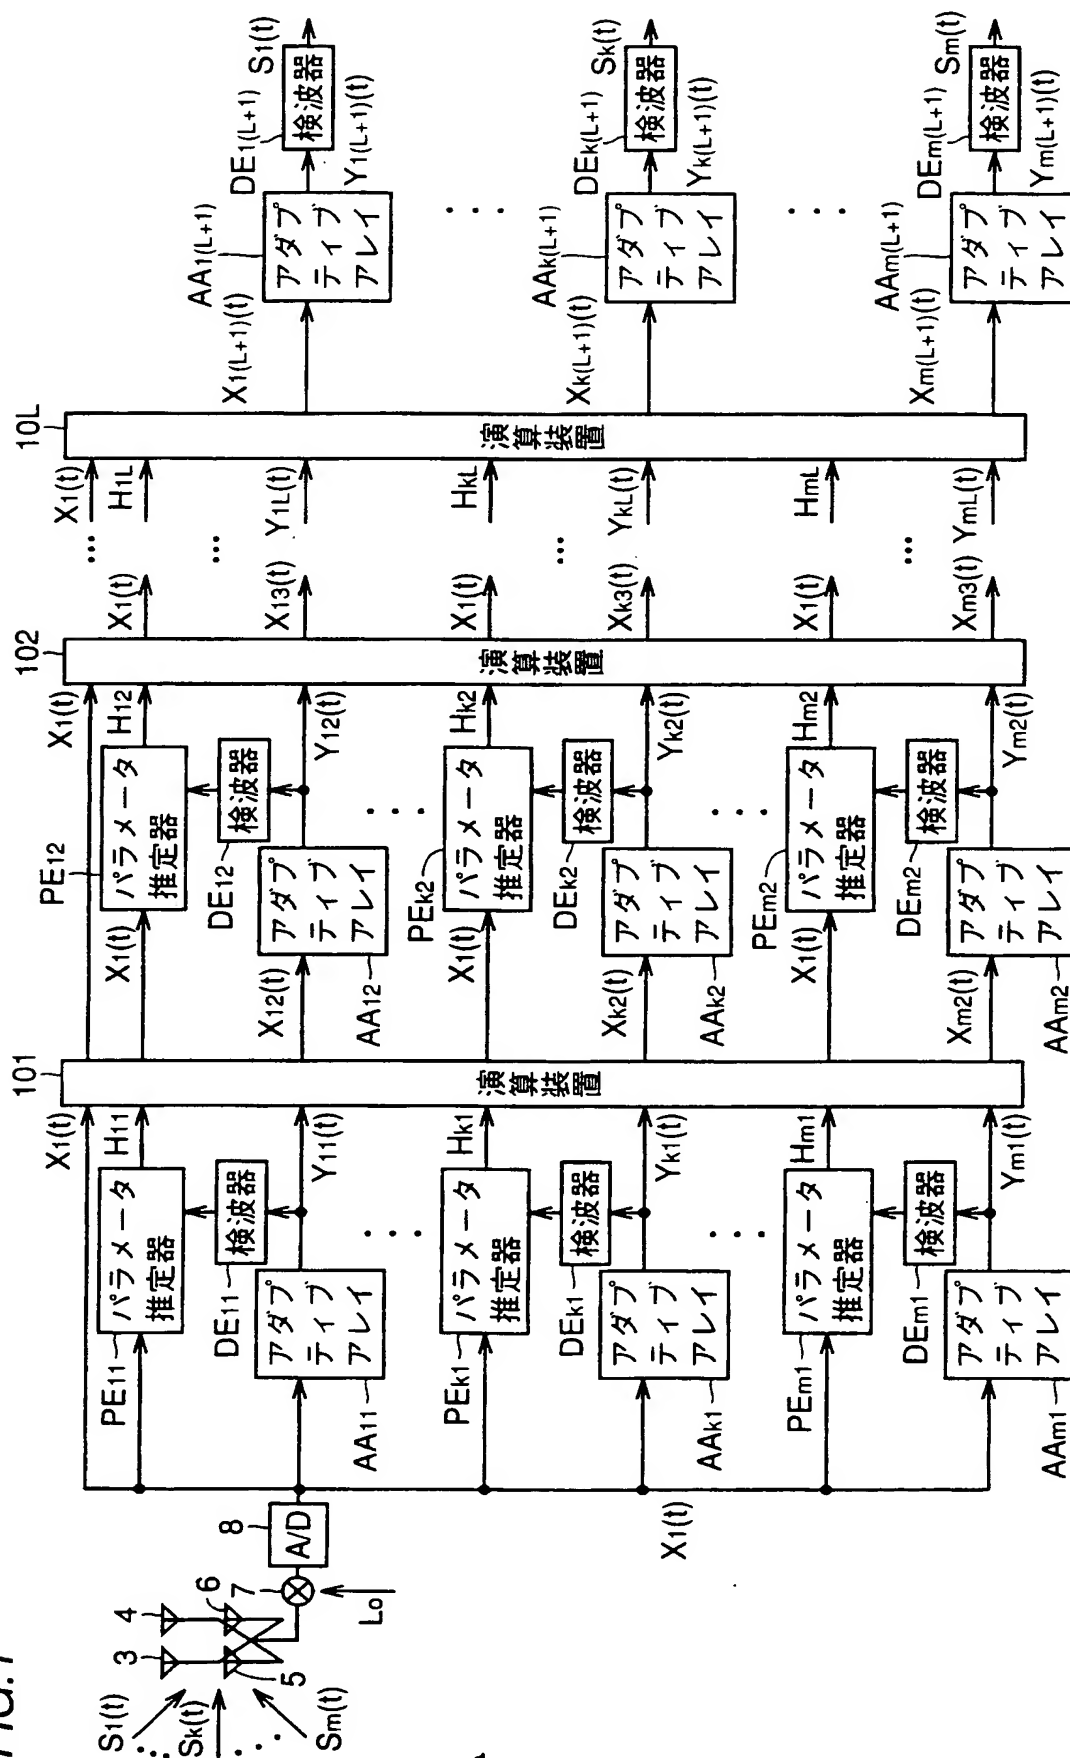 FIG.1
S1(t)
Sk(t)
Sm(t)
3
4
5
6
7
Lo
8
A/D
X1(t)
X1(t)
PE11
パラメータ
推定器
H11
DE11
検波器
Y11(t)
アダプ
ティブ
アレイ
AA11
PEk1
パラメータ
推定器
Hk1
DEk1
検波器
Yk1(t)
アダプ
ティブ
アレイ
AAk1
PEm1
パラメータ
推定器
Hm1
DEm1
検波器
Ym1(t)
アダプ
ティブ
アレイ
AAm1
101
演算装置
X1(t)
X1(t)
PE12
パラメータ
推定器
H12
DE12
検波器
X12(t)
Y12(t)
アダプ
ティブ
アレイ
AA12
X1(t)
PEk2
パラメータ
推定器
Hk2
DEk2
検波器
Xk2(t)
Yk2(t)
アダプ
ティブ
アレイ
AAk2
X1(t)
PEm2
パラメータ
推定器
Hm2
DEm2
検波器
Xm2(t)
Ym2(t)
アダプ
ティブ
アレイ
AAm2
102
演算装置
X1(t)
X13(t)
X1(t)
Xk3(t)
X1(t)
Xm3(t)
X1(t)
H1L
Y1L(t)
HkL
YkL(t)
HmL
YmL(t)
10L
演算装置
X1(L+1)(t)
AA1(L+1)
アダプ
ティブ
アレイ
DE1(L+1)
検波器
Y1(L+1)(t)
S1(t)
Xk(L+1)(t)
AAk(L+1)
アダプ
ティブ
アレイ
DEk(L+1)
検波器
Yk(L+1)(t)
Sk(t)
Xm(L+1)(t)
AAm(L+1)
アダプ
ティブ
アレイ
DEm(L+1)
検波器
Ym(L+1)(t)
Sm(t)